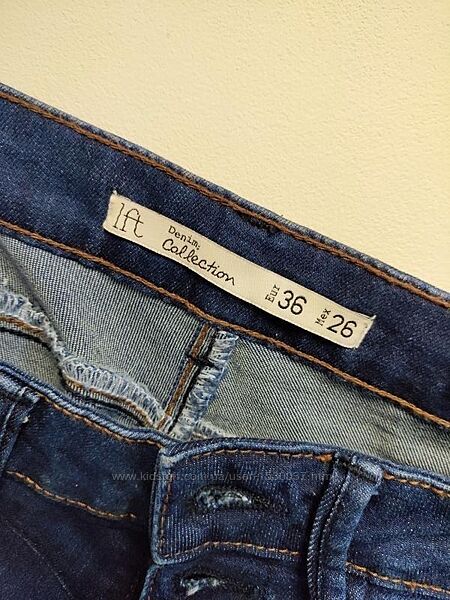 lft
Denim:
Collection
Eur 36
Mex 26